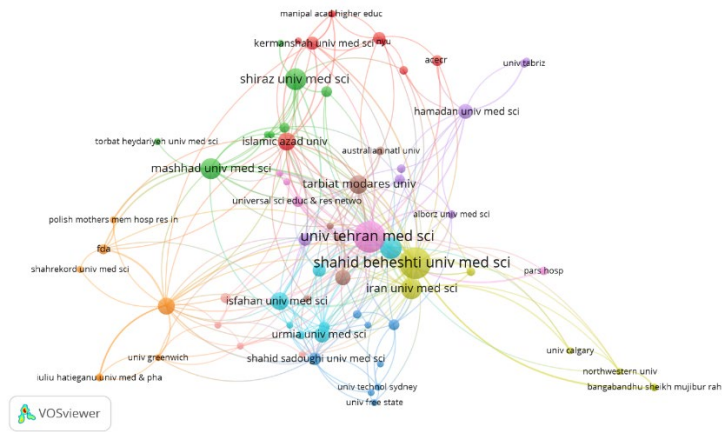 manipal acad higher educ
kermanshah univ med sci
nyu
acecr
univ tabriz
shiraz univ med sci
hamadan univ med sci
torbat heydariyeh univ med sci
islamic azad univ
australian natl univ
mashhad univ med sci
tarbiat modares univ
universal sci educ & res netwo
alborz univ med sci
polish mothers mem hosp res in
univ tehran med sci
fda
shahid beheshti univ med sci
shahrekord univ med sci
pars hosp
iran univ med sci
isfahan univ med sci
urmia univ med sci
univ greenwich
shahid sadoughi univ med sci
univ calgary
northwestern univ
iuliu hatieganu univ med & pha
univ technol sydney
bangabandhu sheikh mujibur rah
univ free state
VOSviewer